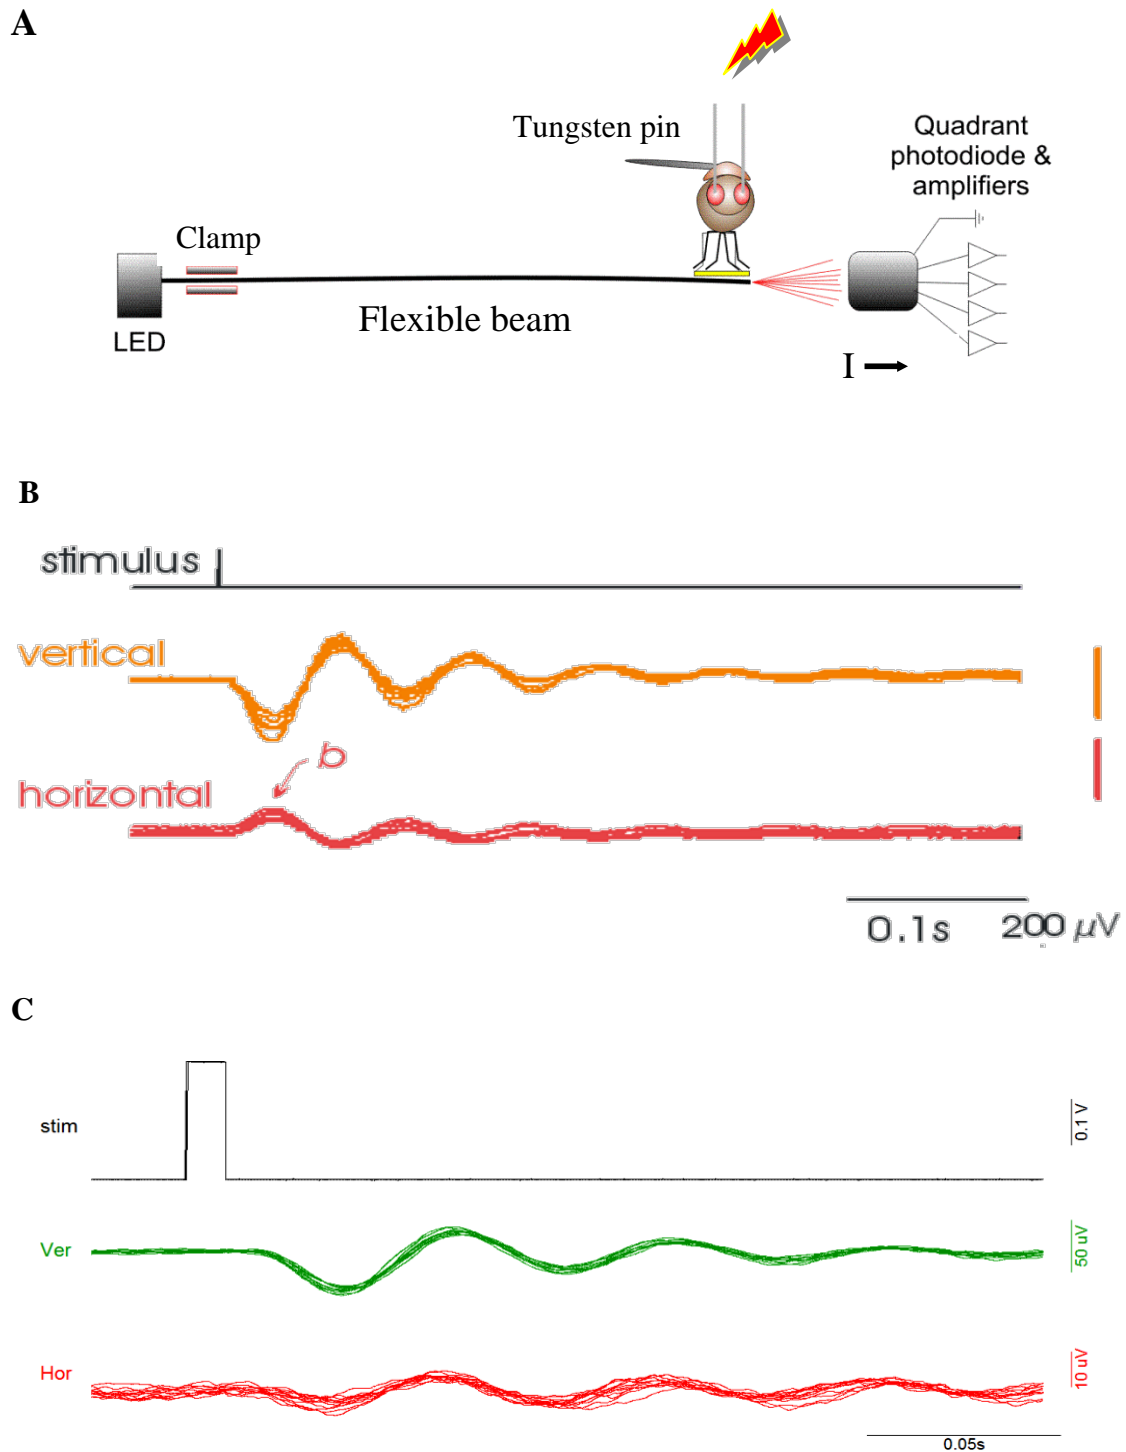 A
Tungsten pin
Quadrant
photodiode &
amplifiers
Clamp
Flexible beam
LED
I
B
stimulus
vertical
b
horizontal
0.1s
200 µV
C
stim
0.1 V
Ver
50 uV
Hor
10 uV
0.05s